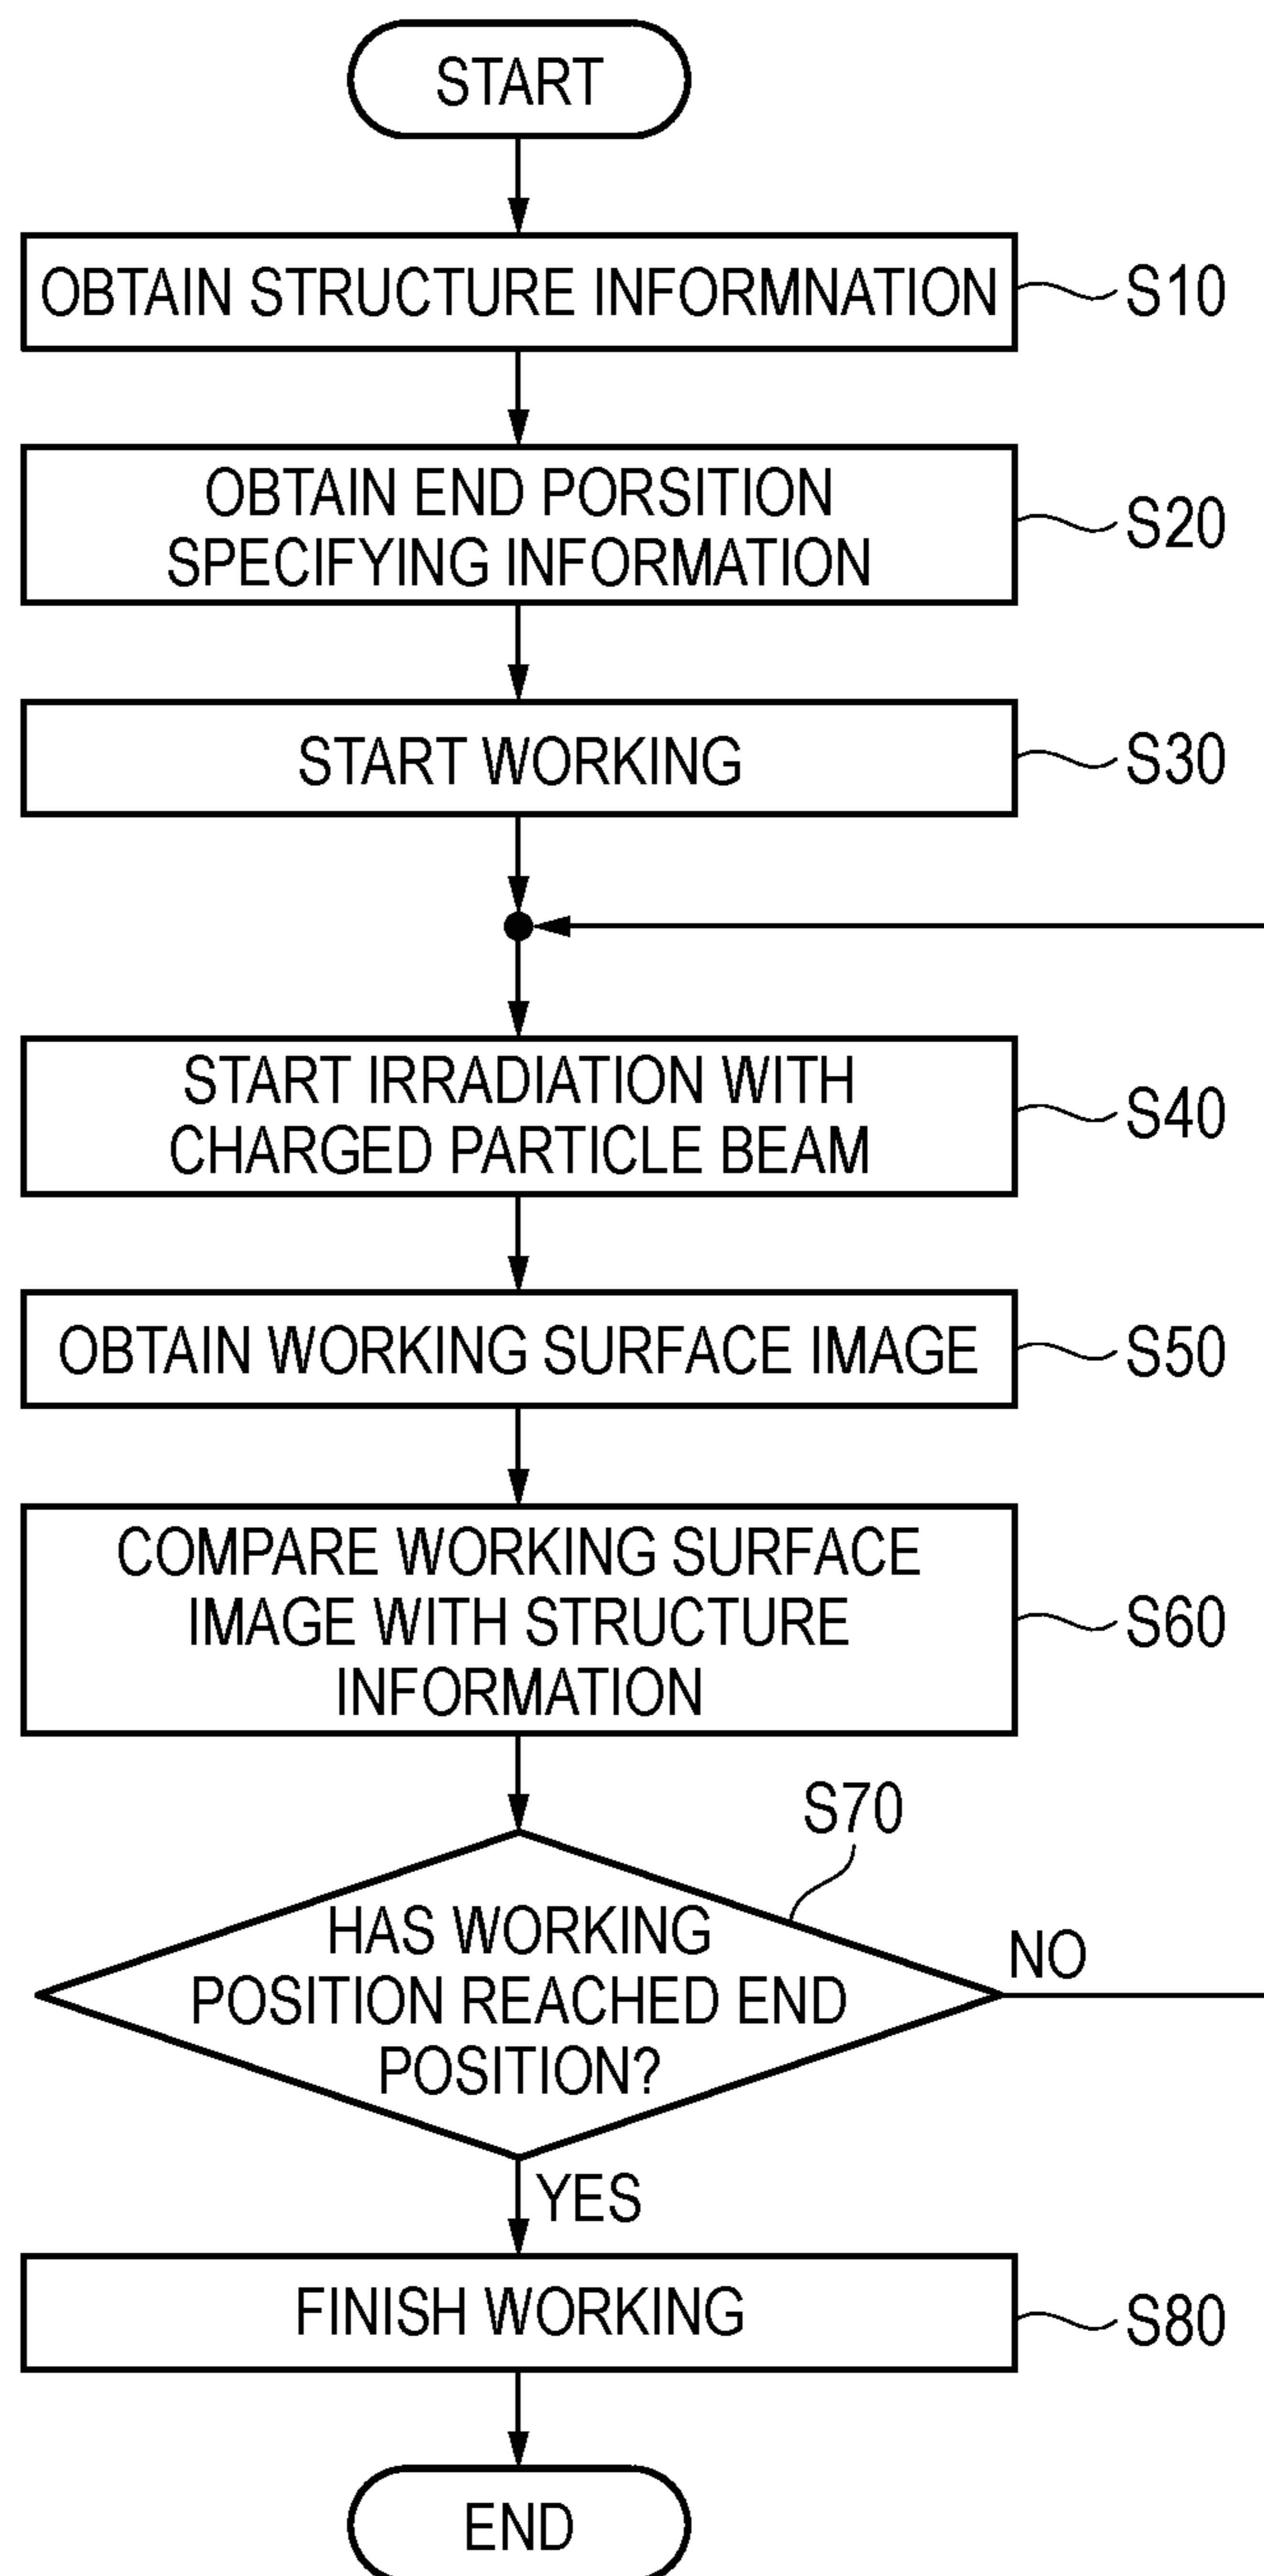 START
OBTAIN STRUCTURE INFORMNATION
S10
OBTAIN END PORSITION
SPECIFYING INFORMATION
S20
START WORKING
S30
START IRRADIATION WITH
CHARGED PARTICLE BEAM
S40
OBTAIN WORKING SURFACE IMAGE
S50
COMPARE WORKING SURFACE
IMAGE WITH STRUCTURE
INFORMATION
S60
S70
HAS WORKING
POSITION REACHED END
POSITION?
NO
YES
FINISH WORKING
S80
END